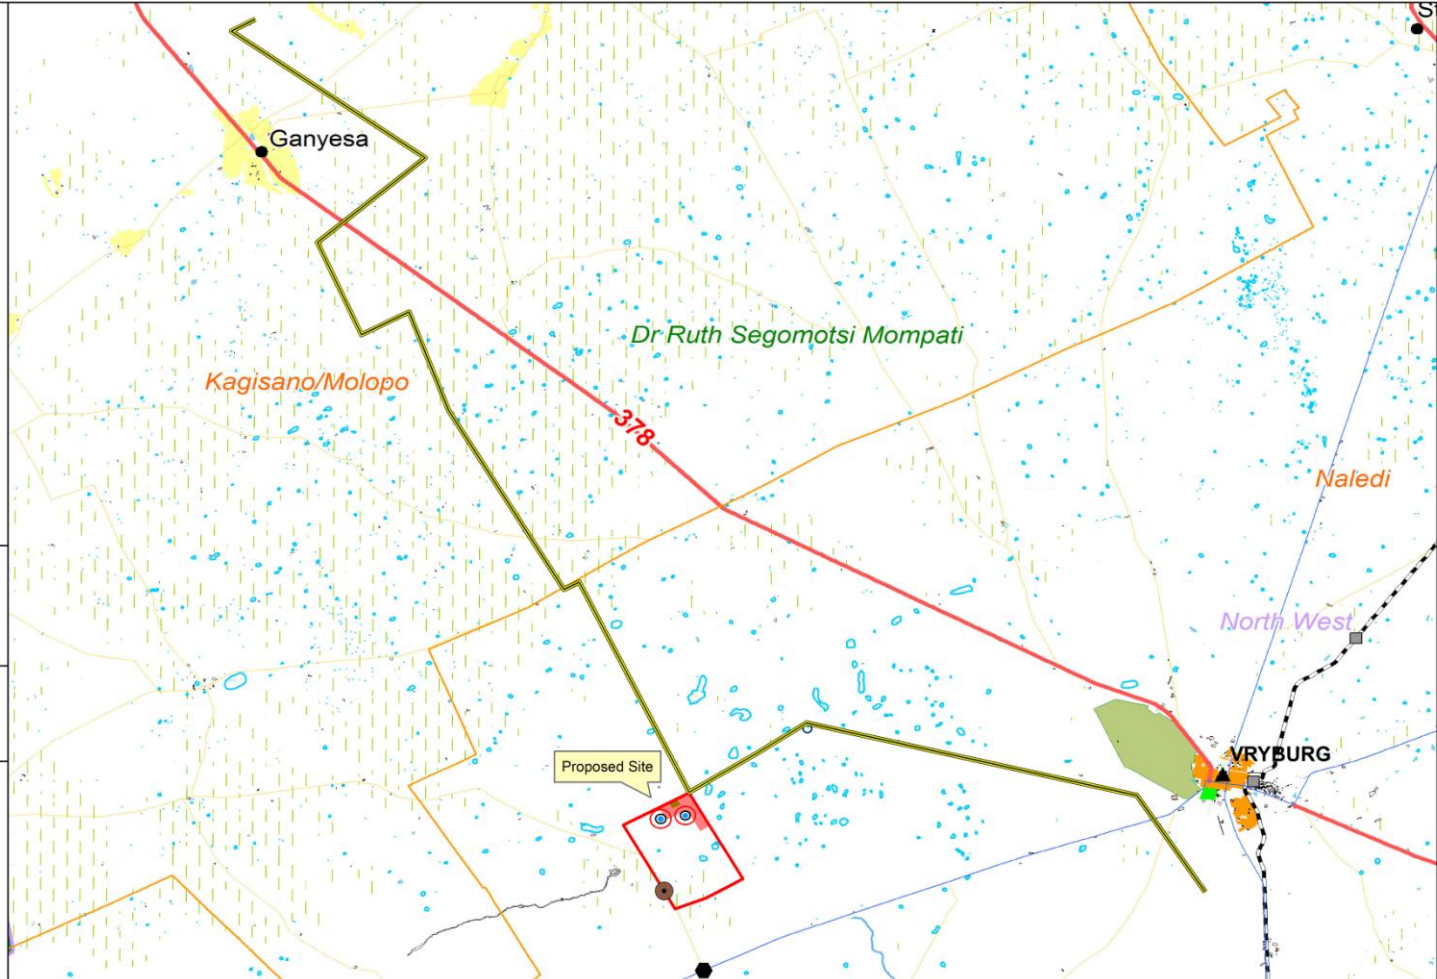 S
Ganyesa
Dr Ruth Segomotsi Mompati
Kagisano/Molopo
378
Naledi
North West
VRYBURG
Proposed Site